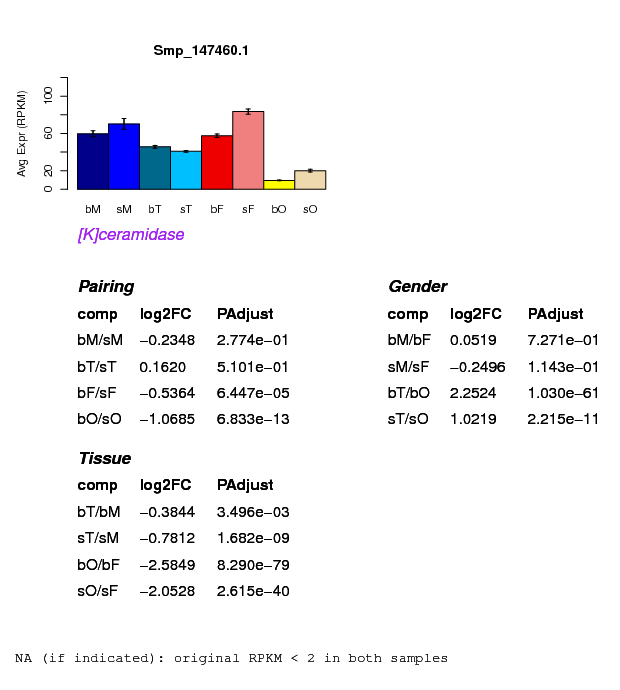 Smp_147460.1
Avg Expr (RPKM)
0 20 60 100
bM sM bT sT bF sF bO sO
[K]ceramidase
Pairing
comp log2FC PAdjust
bM/sM −0.2348 2.774e−01
bT/sT 0.1620 5.101e−01
bF/sF −0.5364 6.447e−05
bO/sO −1.0685 6.833e−13
Gender
comp log2FC PAdjust
bM/bF 0.0519 7.271e−01
sM/sF −0.2496 1.143e−01
bT/bO 2.2524 1.030e−61
sT/sO 1.0219 2.215e−11
Tissue
comp log2FC PAdjust
bT/bM −0.3844 3.496e−03
sT/sM −0.7812 1.682e−09
bO/bF −2.5849 8.290e−79
sO/sF −2.0528 2.615e−40
NA (if indicated): original RPKM < 2 in both samples